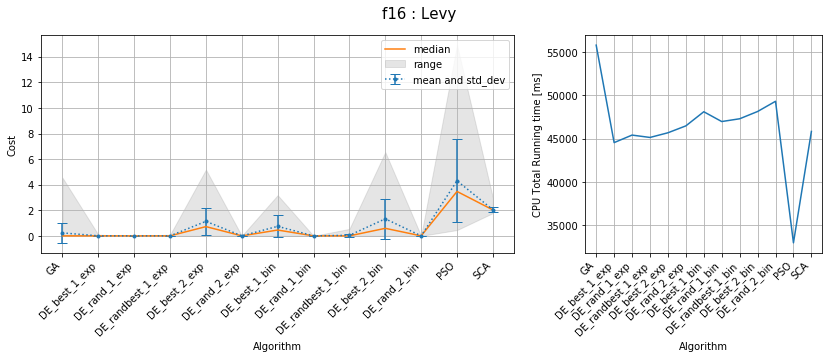 f16 : Levy
Cost
14
12
10
8
6
4
2
0
median
range
mean and std_dev
GA
DE_best_1_exp
DE_rand_1_exp
DE_randbest_1_exp
DE_best_2_exp
DE_rand_2_exp
DE_best_1_bin
DE_rand_1_bin
DE_randbest_1_bin
DE_best_2_bin
DE_rand_2_bin
PSO
SCA
Algorithm
CPU Total Running time [ms]
55000
50000
45000
40000
35000
GA
DE_best_1_exp
DE_rand_1_exp
DE_randbest_1_exp
DE_best_2_exp
DE_rand_2_exp
DE_best_1_bin
DE_rand_1_bin
DE_randbest_1_bin
DE_best_2_bin
DE_rand_2_bin
PSO
SCA
Algorithm